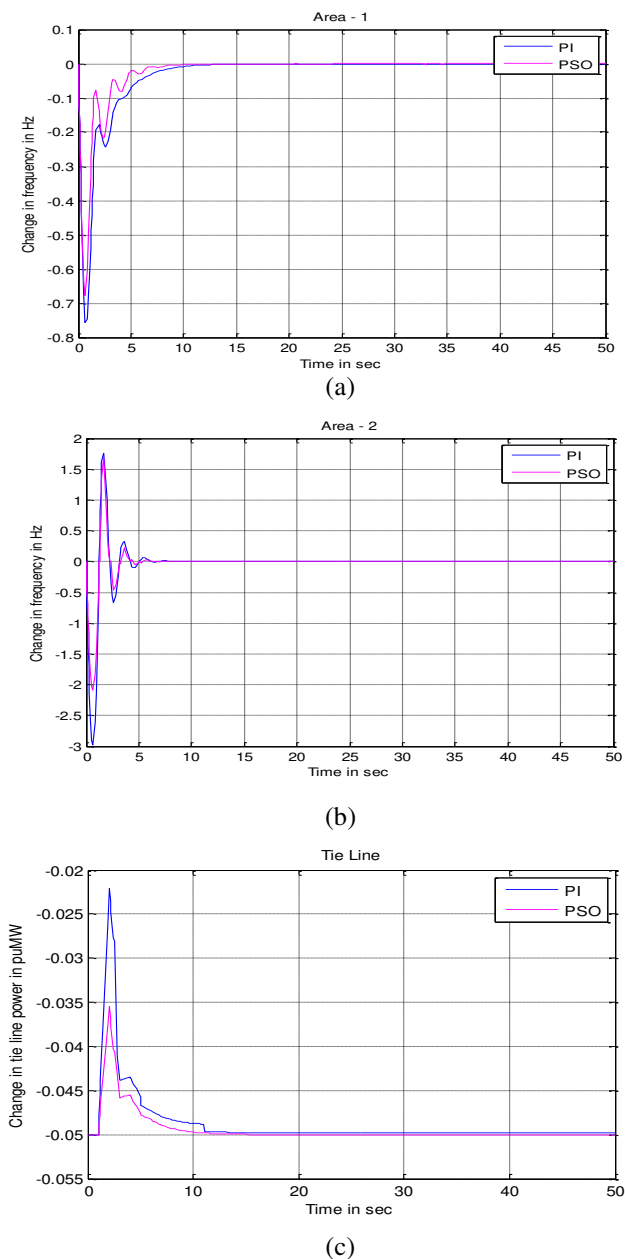 Area - 1
0.1
0
-0.1
-0.2
-0.3
-0.4
-0.5
-0.6
-0.7
-0.8
Change in frequency in Hz
PI
PSO
0 5 10 15 20 25 30 35 40 45 50
Time in sec
(a)
Area - 2
2
1.5
1
0.5
0
-0.5
-1
-1.5
-2
-2.5
-3
Change in frequency in Hz
PI
PSO
0 5 10 15 20 25 30 35 40 45 50
Time in sec
(b)
Tie Line
-0.02
-0.025
-0.03
-0.035
-0.04
-0.045
-0.05
-0.055
Change in tie line power in puMW
PI
PSO
0 10 20 30 40 50
Time in sec
(c)